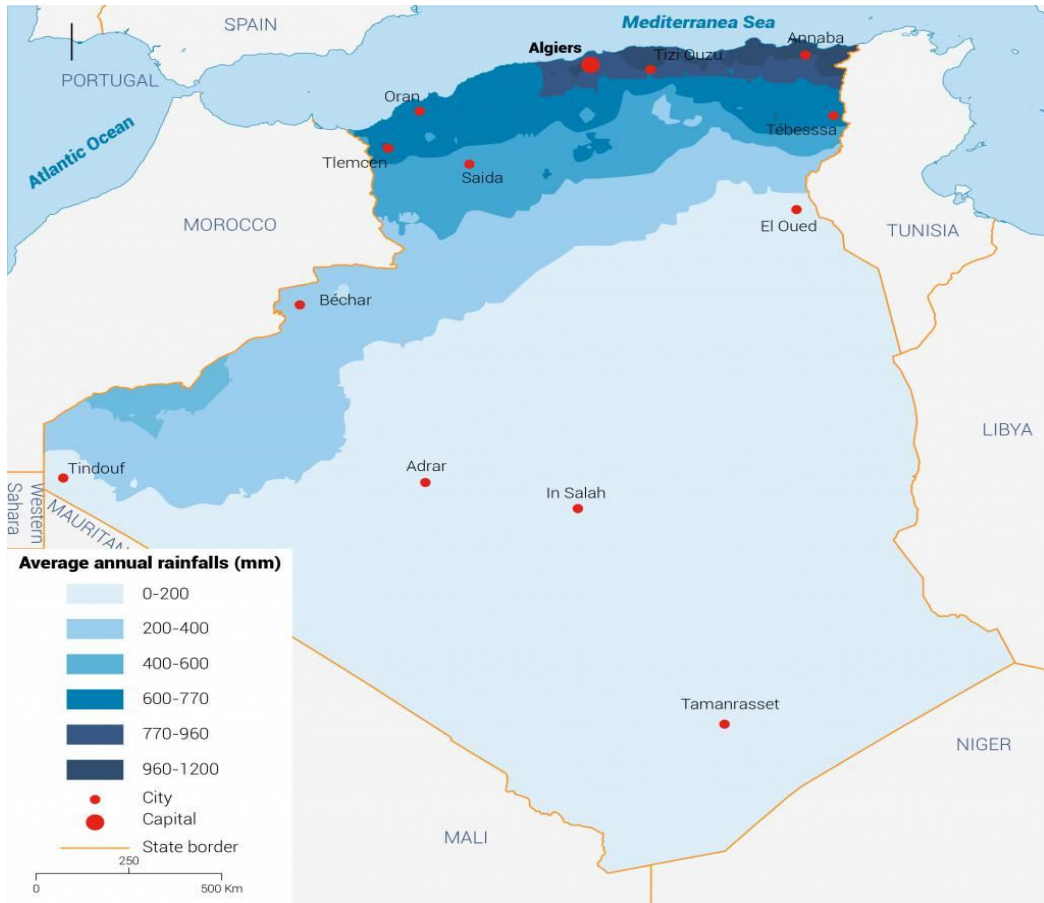 Mediterranea Sea
SPAIN
Annaba
Algiers
Tizi Ouzu
PORTUGAL
Oran
Tébesssa
Atlantic Ocean
Tlemcen
Saida
MOROCCO
El Oued
TUNISIA
Béchar
LIBYA
Tindouf
Adrar
In Salah
Western
Sahara
MAURITAN
Average annual rainfalls (mm)
0-200
200-400
400-600
600-770
770-960
960-1200
City
Capital
State border
250
0
500 Km
Tamanrasset
NIGER
MALI